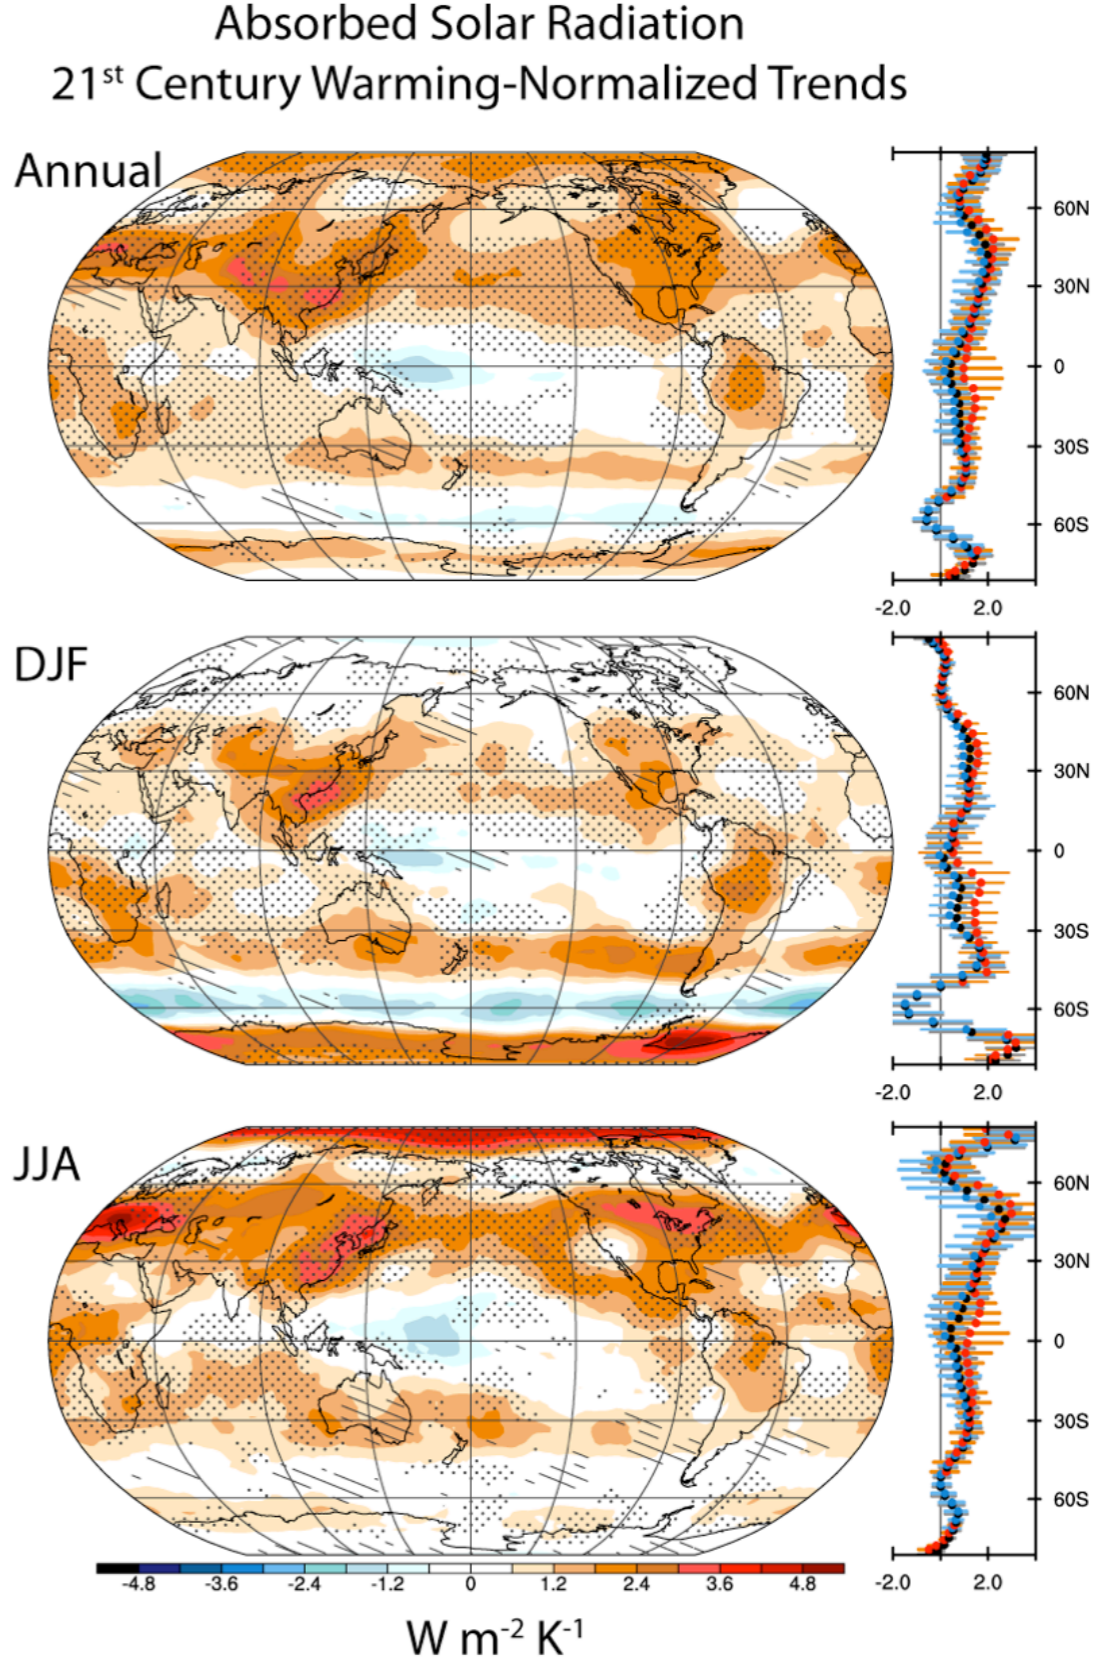 Absorbed Solar Radiation
21st Century Warming-Normalized Trends
Annual
60N
30N
0
30S
60S
-2.0 2.0
DJF
60N
30N
0
30S
60S
-2.0 2.0
JJA
60N
30N
0
30S
60S
-4.8 -3.6 -2.4 -1.2 0 1.2 2.4 3.6 4.8
-2.0 2.0
W m-2 K-1